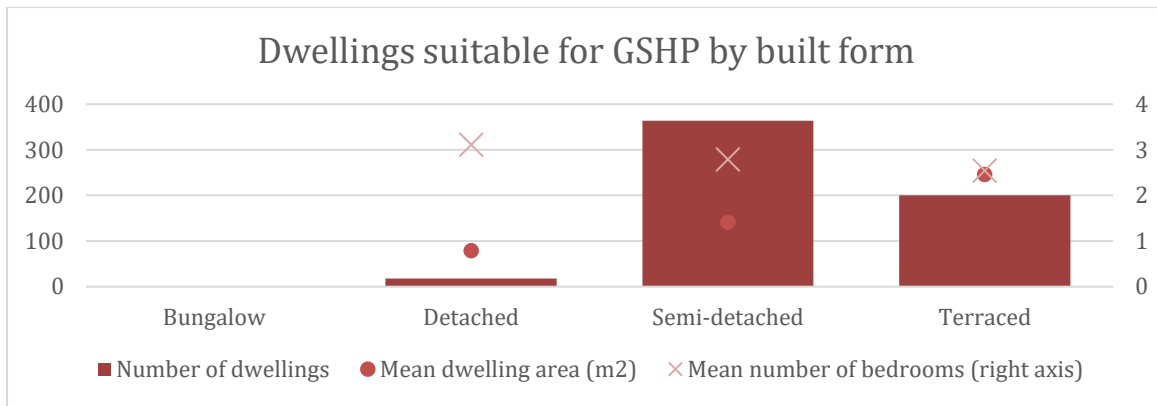 Dwellings suitable for GSHP by built form
400 4
300 3
200 2
100 1
0 0
Bungalow Detached Semi-detached Terraced
Number of dwellings Mean dwelling area (m2) Mean number of bedrooms (right axis)